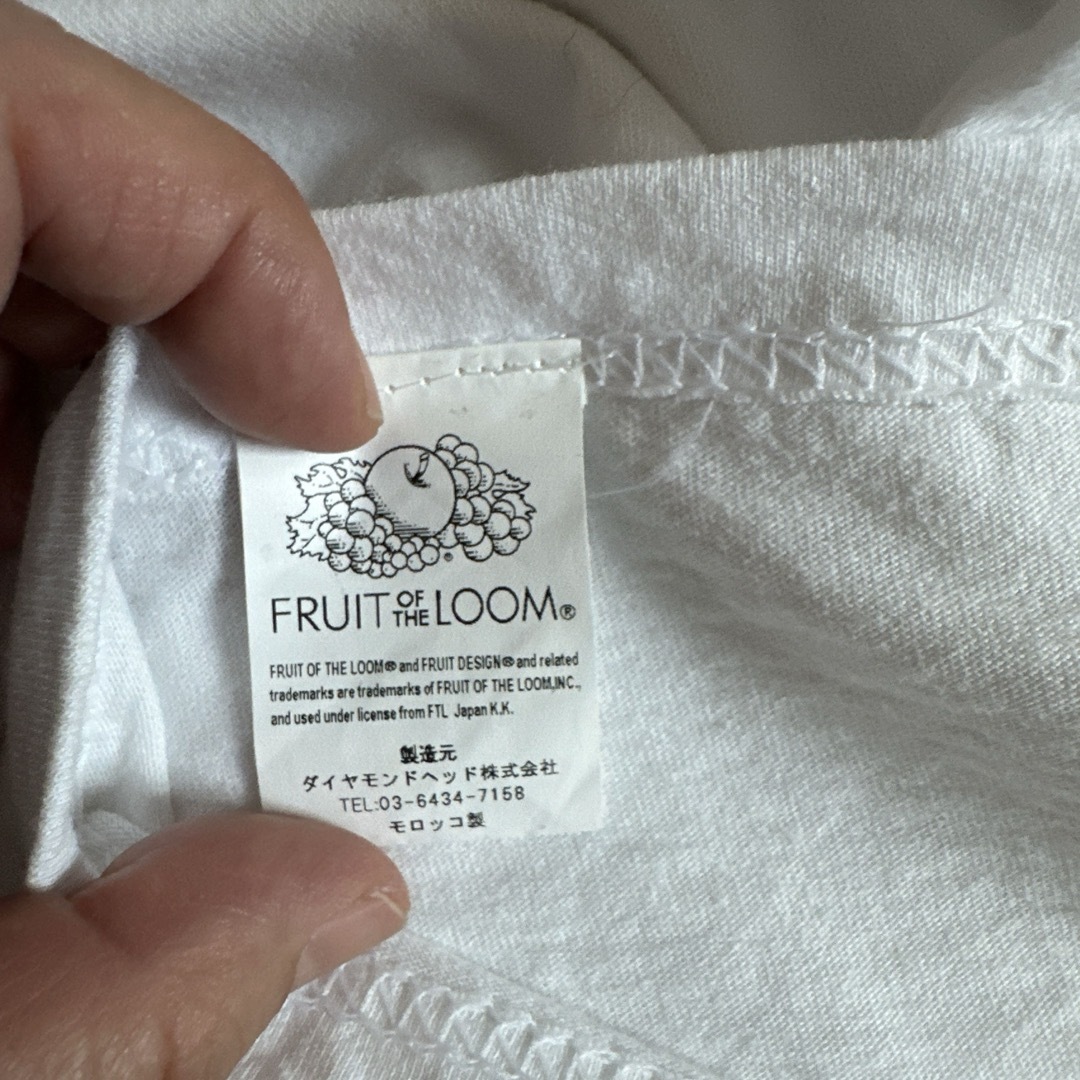 FRUIT OF THE LOOM®
FRUIT OF THE LOOM® and FRUIT DESIGN® and related
trademarks are trademarks of FRUIT OF THE LOOM,INC.,
and used under license from FTL Japan K.K.
製造元
ダイヤモンドヘッド株式会社
TEL:03-6434-7158
モロッコ製